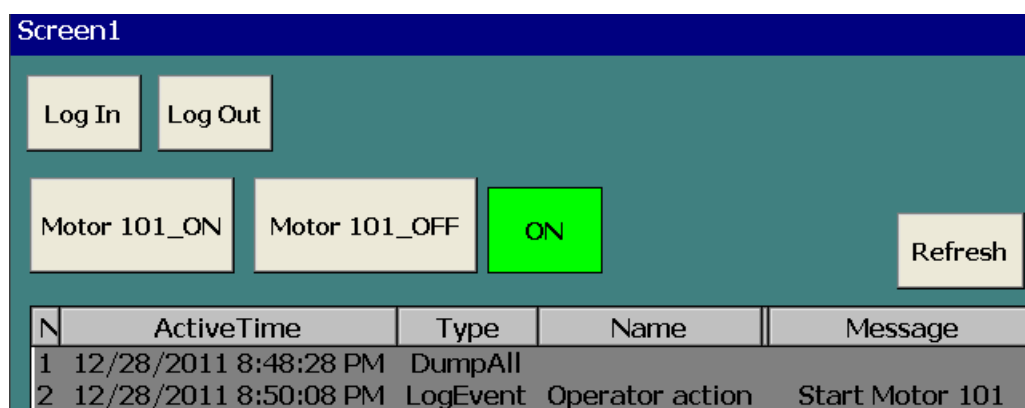 Screen1
Log In Log Out
Motor 101_ON Motor 101_OFF ON
Refresh
N ActiveTime Type Name Message
1 12/28/2011 8:48:28 PM DumpAll
2 12/28/2011 8:50:08 PM LogEvent Operator action Start Motor 101